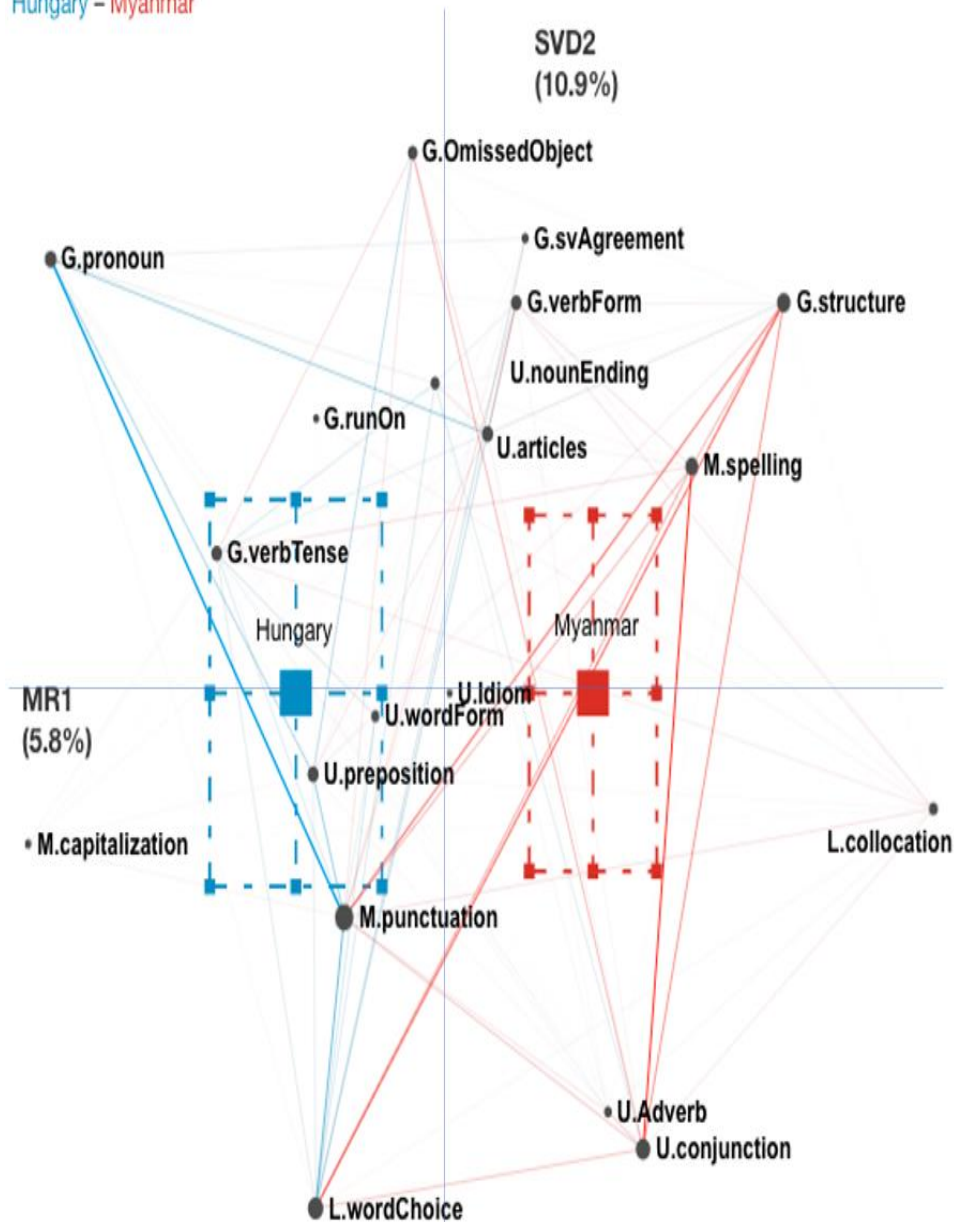 Hungary – Myanmar
SVD2
(10.9%)
G.OmissedObject
G.svAgreement
G.pronoun
G.verbForm
G.structure
U.nounEnding
G.runOn
U.articles
M.spelling
G.verbTense
Hungary
Myanmar
MR1
(5.8%)
U.Idiom
U.wordForm
U.preposition
M.capitalization
L.collocation
M.punctuation
U.Adverb
U.conjunction
L.wordChoice